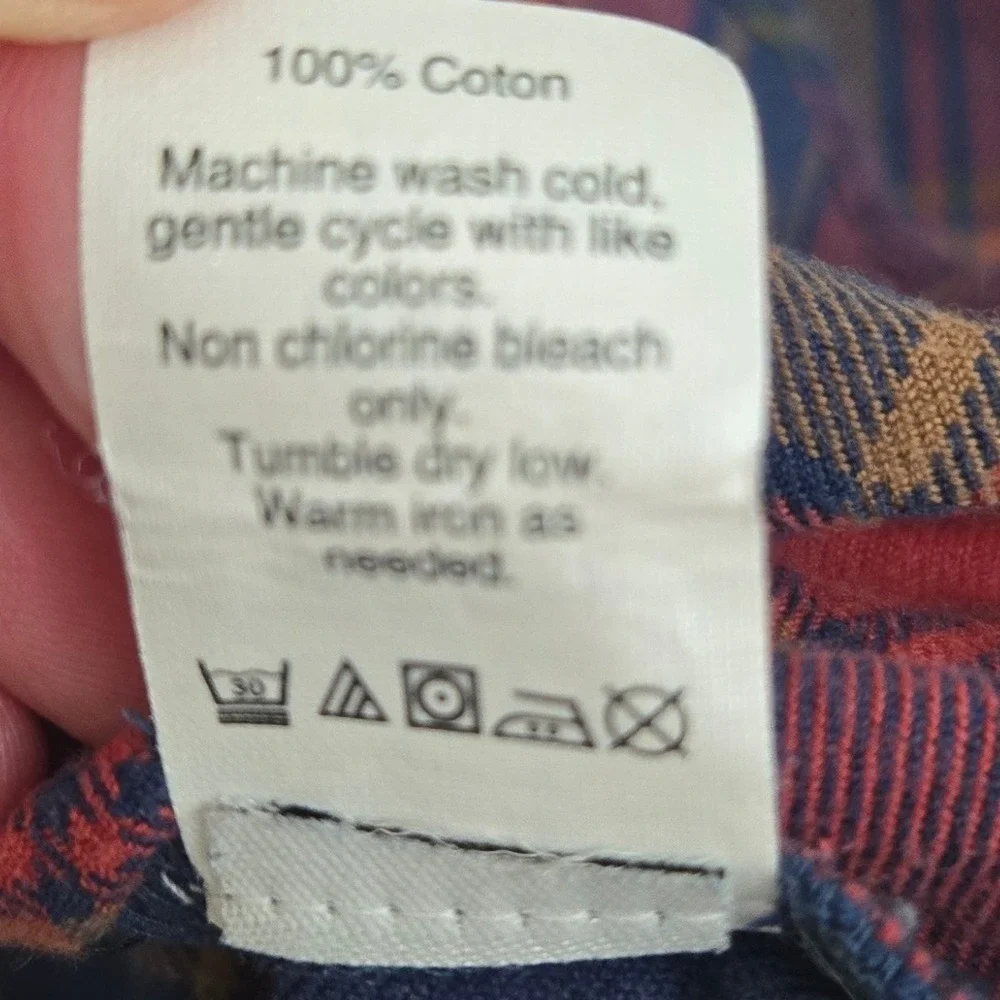 100% Coton
Machine wash cold,
gentle cycle with like
colors.
Non chlorine bleach
only.
Tumble dry low.
Warm iron as
needed.
30